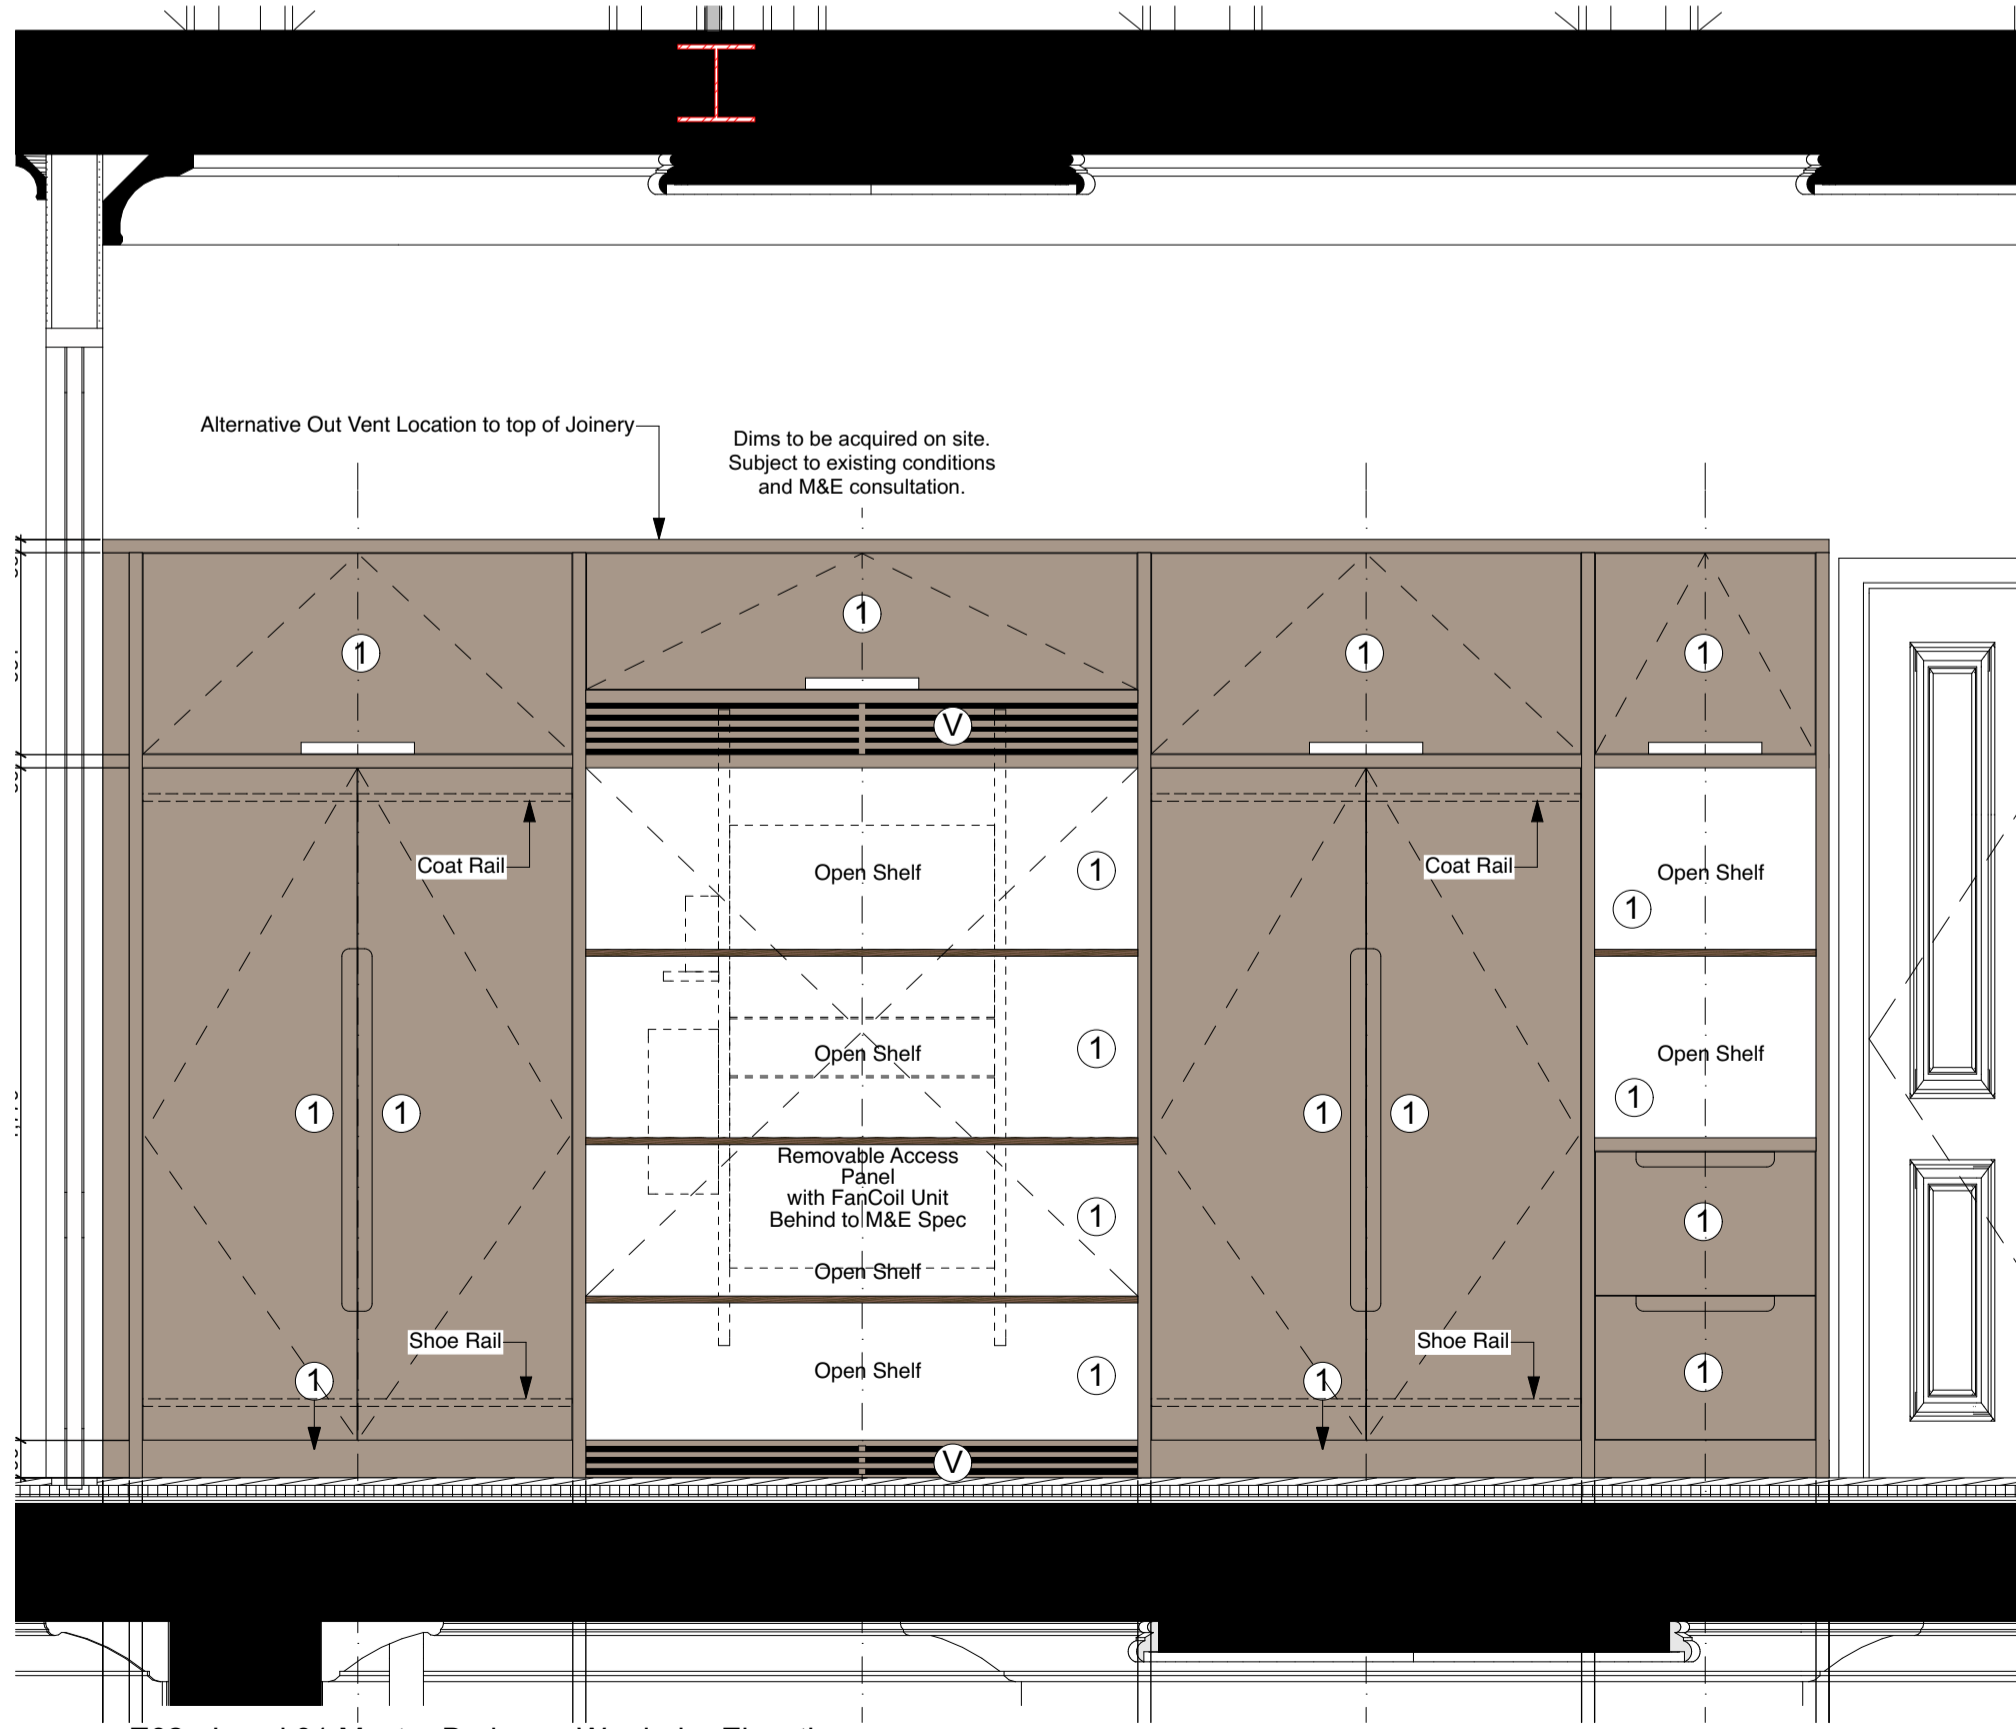 Alternative Out Vent Location to top of Joinery
Dims to be acquired on site.
Subject to existing conditions
and M&E consultation.
1
1
1
1
V
Coat Rail
Open Shelf
1
Coat Rail
Open Shelf
1
Open Shelf
1
Open Shelf
1
1
1
1
1
Removable Access
Panel
with FanCoil Unit
Behind to M&E Spec
1
Open Shelf
1
Shoe Rail
1
Open Shelf
1
Shoe Rail
1
1
V